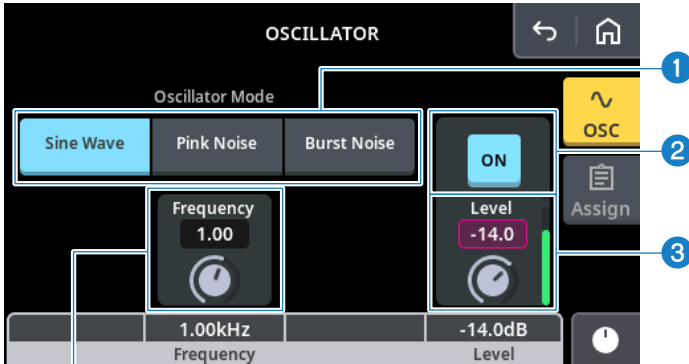 OSCILLATOR
1
Oscillator Mode
Sine Wave Pink Noise Burst Noise
OSC
ON
2
Assign
Frequency Level
1.00 -14.0
3
1.00kHz -14.0dB
Frequency Level